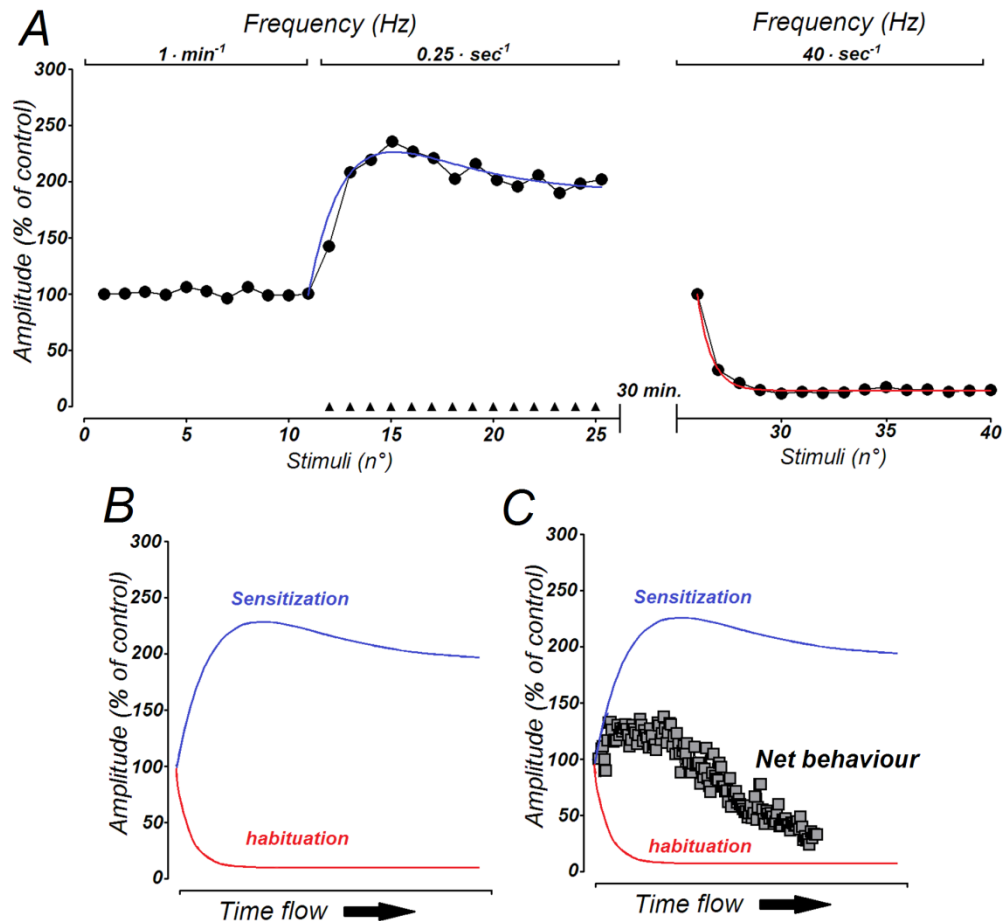 A
Frequency (Hz)
Frequency (Hz)
1 · min⁻¹
0.25 · sec⁻¹
40 · sec⁻¹
Amplitude (% of control)
300
250
200
150
100
50
0
30 min.
0
5
10
15
20
25
30
35
40
Stimuli (n°)
Stimuli (n°)
B
Amplitude (% of control)
300
250
200
150
100
50
0
Sensitization
habituation
Time flow
C
Amplitude (% of control)
300
250
200
150
100
50
0
Sensitization
Net behaviour
habituation
Time flow